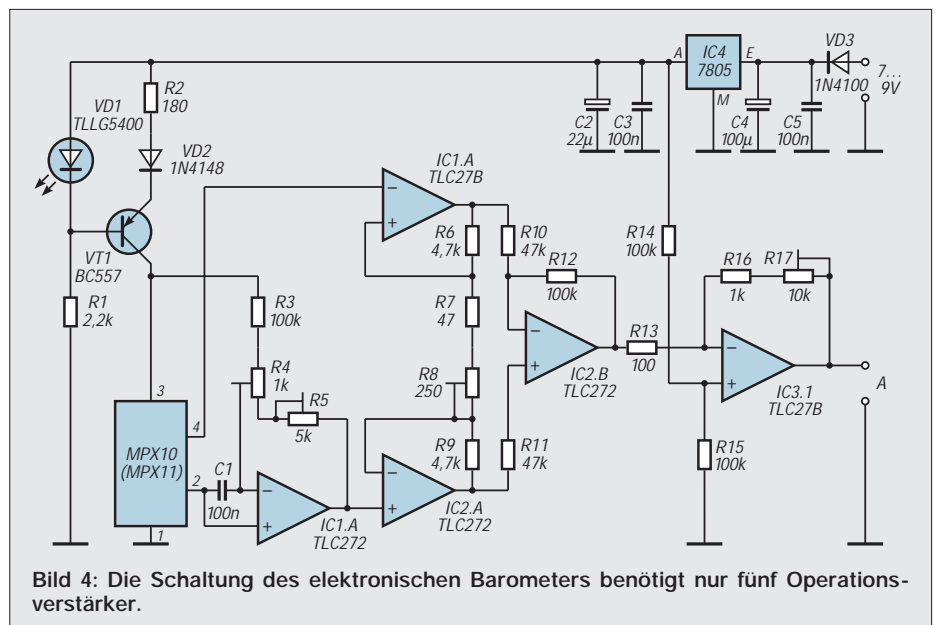 VD1
TLLG5400
R2
180
VD2
1N4148
VT1
BC557
R1
2,2k
R3
100k
R4
1k
R5
5k
MPX10
(MPX11)
3
4
2
1
C1
100n
–
+
IC1.A
TLC272
IC1.A
TLC27B
–
+
R6
4,7k
R7
47
R8
250
R9
4,7k
–
+
IC2.A
TLC272
R10
47k
R11
47k
R12
100k
–
+
IC2.B
TLC272
R13
100
C2
22µ
C3
100n
A
IC4
7805
E
M
C4
100µ
C5
100n
VD3
1N4100
7...
9V
R14
100k
R15
100k
R16
1k
R17
10k
–
+
IC3.1
TLC27B
A
Bild 4: Die Schaltung des elektronischen Barometers benötigt nur fünf Operations-
verstärker.